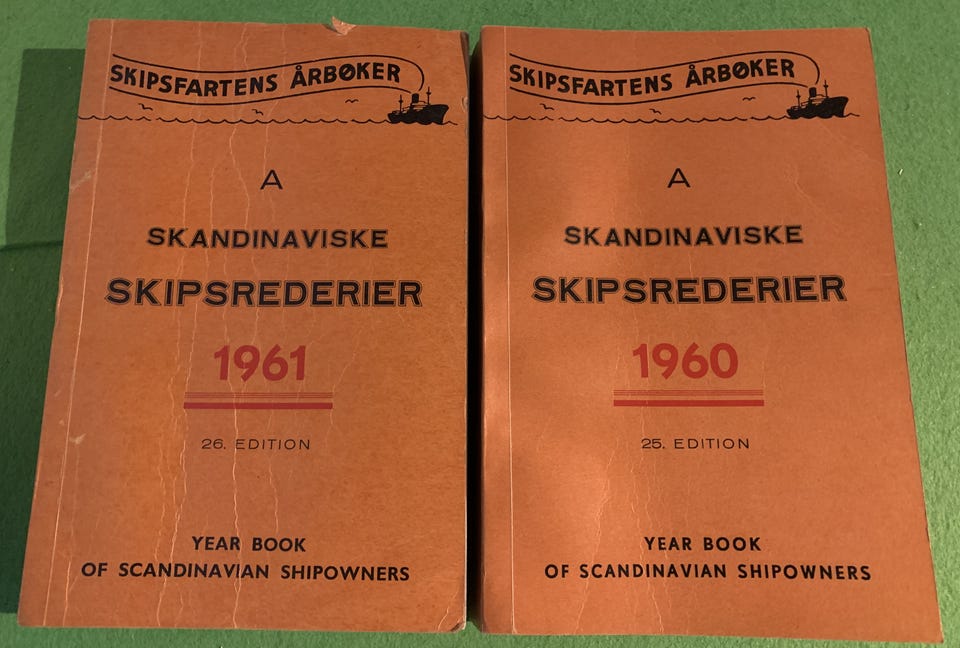 SKIPSFARTENS ÅRBØKER
A
SKANDINAVISKE
SKIPSREDERIER
1961
26. EDITION
YEAR BOOK
OF SCANDINAVIAN SHIPOWNERS
SKIPSFARTENS ÅRBØKER
A
SKANDINAVISKE
SKIPSREDERIER
1960
25. EDITION
YEAR BOOK
OF SCANDINAVIAN SHIPOWNERS